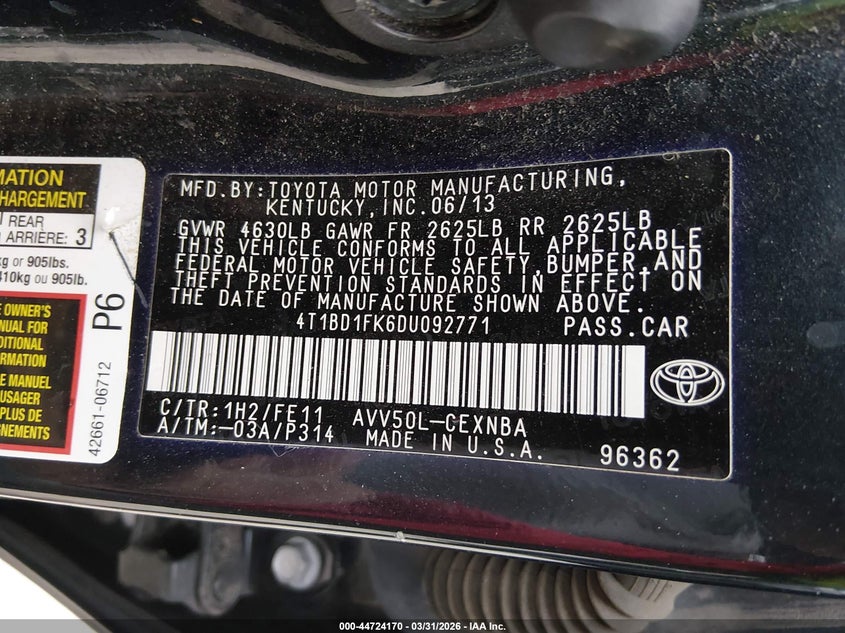 MATION
HARGEMENT
REAR
ARRIÈRE: 3
kg or 905lbs.
410kg ou 905lb.
OWNER'S
NUAL FOR
DITIONAL
ORMATION
E MANUEL
USAGER
PLUS DE
GNEMENTS
P6
42661-06712
MFD.BY:TOYOTA MOTOR MANUFACTURING,
KENTUCKY,INC.06/13
GVWR 4630LB GAWR FR 2625LB RR 2625LB
THIS VEHICLE CONFORMS TO ALL APPLICABLE
FEDERAL MOTOR VEHICLE SAFETY,BUMPER,AND
THEFT PREVENTION STANDARDS IN EFFECT ON
THE DATE OF MANUFACTURE SHOWN ABOVE.
4T1BD1FK6DU092771 PASS.CAR
C/TR:1H2/FE11 AVV50L-CEXNBA
A/TM:-03A/P314 MADE IN U.S.A. 96362
000-44724170 — 03/31/2026 — IAA Inc.